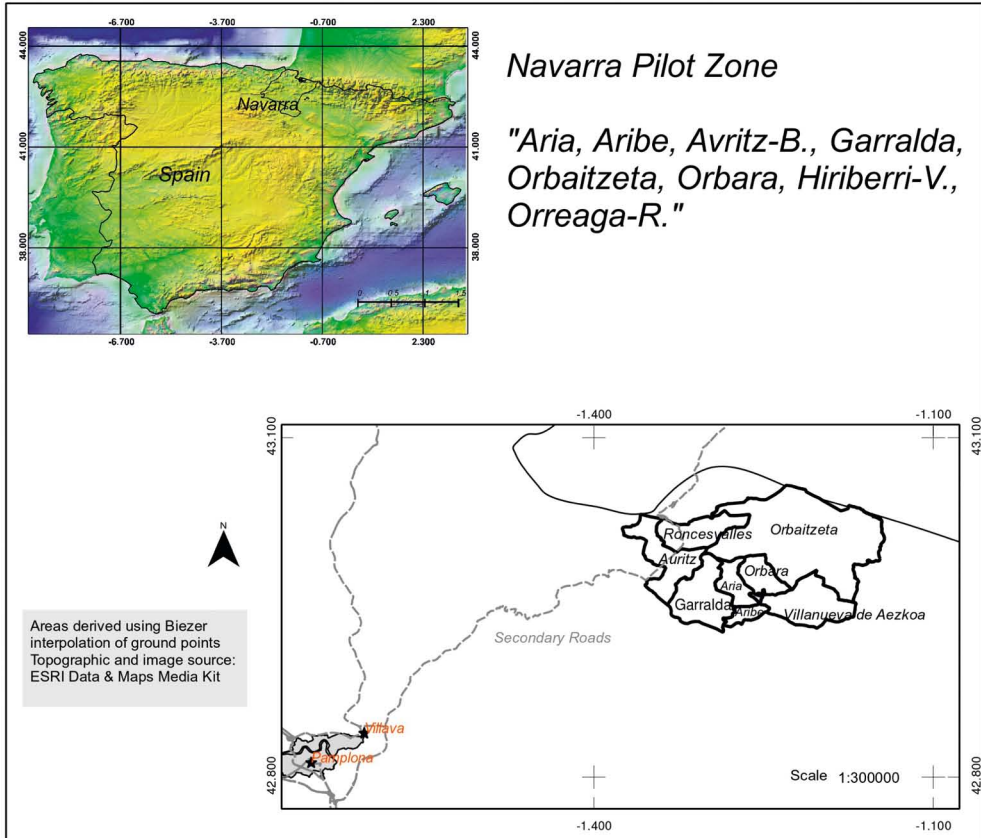 -6.700 -3.700 -0.700 2.300
44.000 44.000
Navarra
41.000 41.000
Spain
38.000 38.000
0 0.5 1 1.5
-6.700 -3.700 -0.700 2.300
Navarra Pilot Zone
"Aria, Aribe, Avritz-B., Garralda,
Orbaitzeta, Orbara, Hiriberri-V.,
Orreaga-R."
-1.400 -1.100
43.100 43.100
Roncesvalles
Orbaitzeta
Auritz
Orbara
Aria
Garralda
Aribe
Villanueva de Aezkoa
Secondary Roads
N
Areas derived using Biezer
interpolation of ground points
Topographic and image source:
ESRI Data & Maps Media Kit
Villava
Pamplona
Scale 1:300000
42.800 42.800
-1.400 -1.100